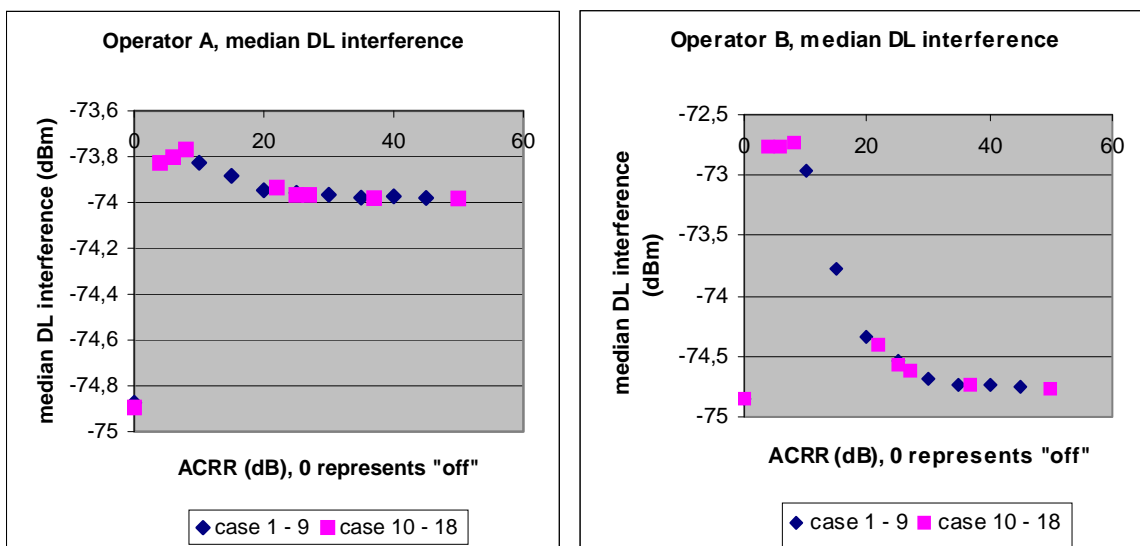 Operator A, median DL interference
-73,6
-73,8
-74
-74,2
-74,4
-74,6
-74,8
-75
0
20
40
60
median DL interference (dBm)
ACRR (dB), 0 represents "off"
case 1 - 9
case 10 - 18
Operator B, median DL interference
-72,5
-73
-73,5
-74
-74,5
-75
0
20
40
60
median DL interference
(dBm)
ACRR (dB), 0 represents "off"
case 1 - 9
case 10 - 18